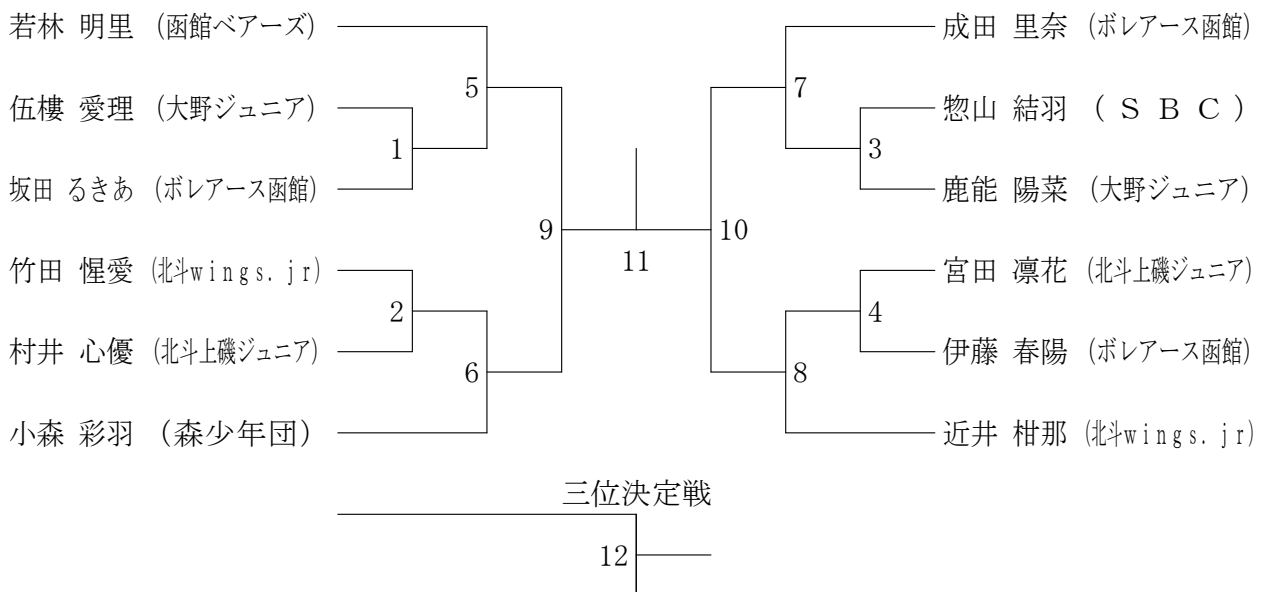 若林 明里 (函館ベアーズ)
伍樓 愛理 (大野ジュニア)
坂田 るきあ (ボレアース函館)
竹田 惺愛 (北斗wings.jr)
村井 心優 (北斗上磯ジュニア)
小森 彩羽 (森少年団)
1
2
5
6
9
11
10
7
8
3
4
成田 里奈 (ボレアース函館)
惣山 結羽 (SBC)
鹿能 陽菜 (大野ジュニア)
宮田 凛花 (北斗上磯ジュニア)
伊藤 春陽 (ボレアース函館)
近井 柑那 (北斗wings.jr)
三位決定戦
12